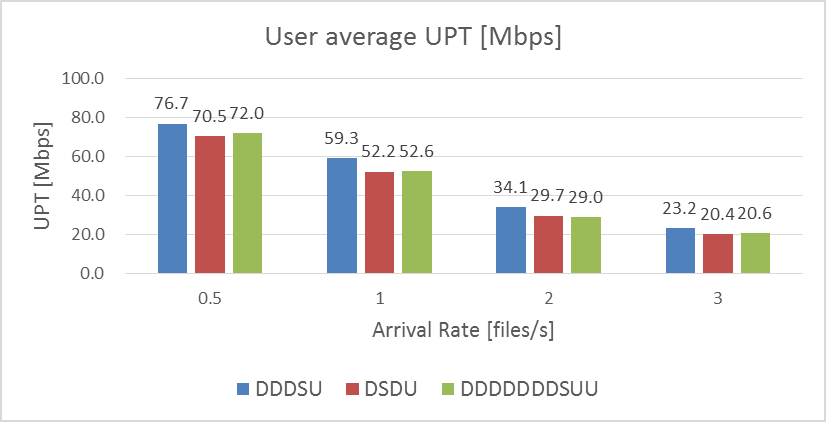 User average UPT [Mbps]
100.0
80.0
60.0
40.0
20.0
0.0
UPT [Mbps]
76.7 70.5 72.0
59.3 52.2 52.6
34.1 29.7 29.0
23.2 20.4 20.6
0.5 1 2 3
Arrival Rate [files/s]
DDDSU DSDU DDDDDDDSUU